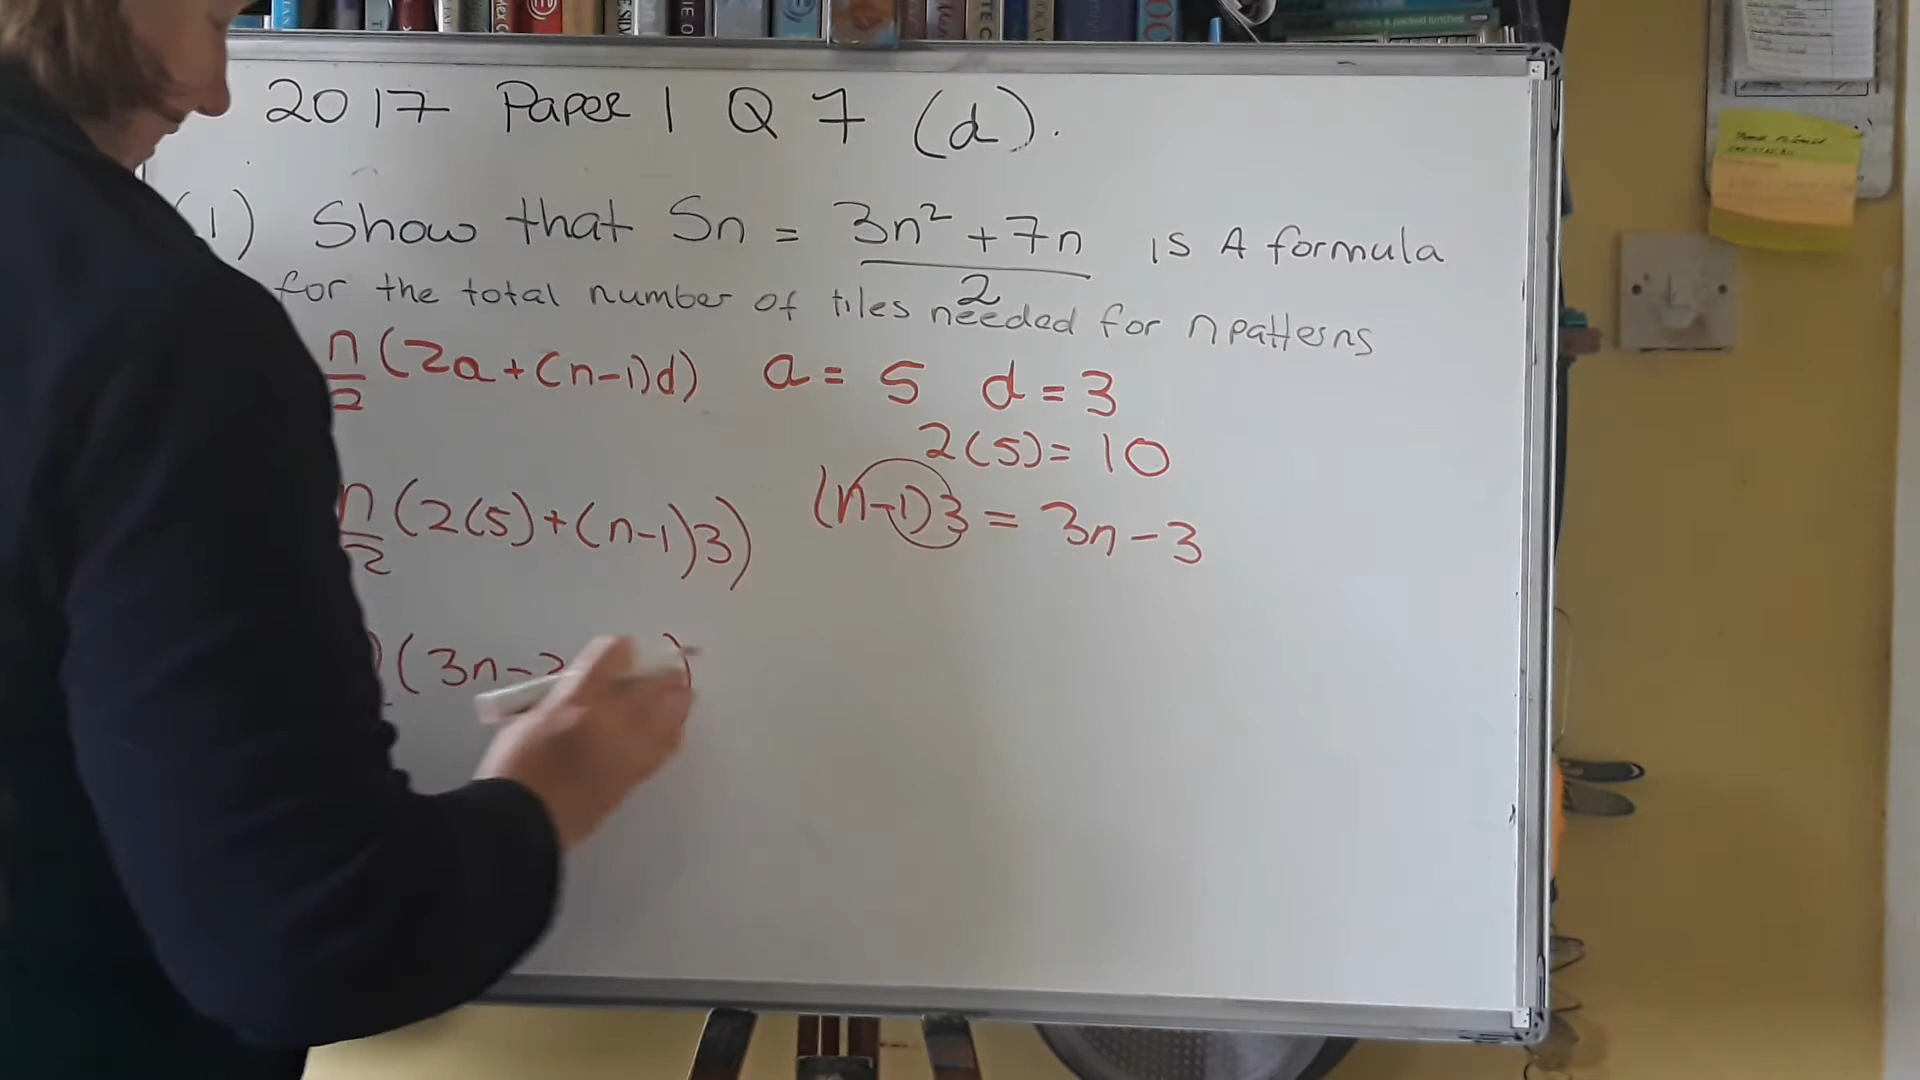 2017 Paper 1 Q 7 (d).
(1) Show that Sn = 3n² + 7n / 2 is A formula
for the total number of tiles needed for n patterns
n/2 (2a+(n-1)d) a = 5 d = 3
2(5) = 10
n/2 (2(5)+(n-1)3) (n-1)3 = 3n-3
(3n-